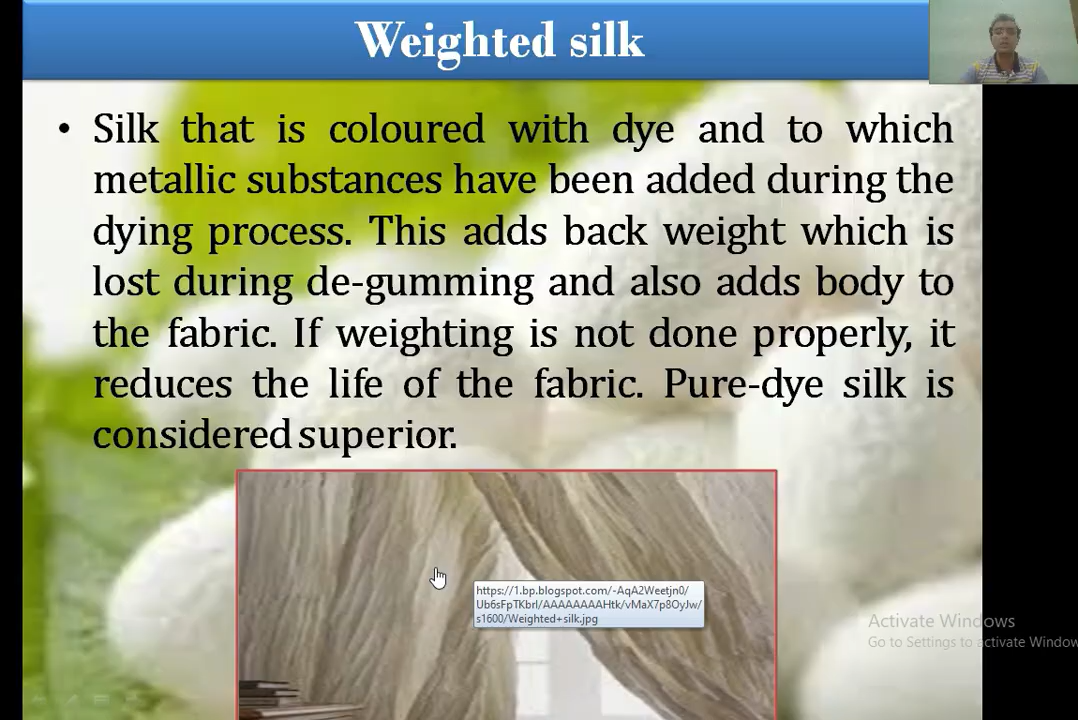 Weighted silk
• Silk that is coloured with dye and to which
metallic substances have been added during the
dying process. This adds back weight which is
lost during de-gumming and also adds body to
the fabric. If weighting is not done properly, it
reduces the life of the fabric. Pure-dye silk is
considered superior.
https://1.bp.blogspot.com/-AqA2Weetjn0/
Ub6sFpTKbrI/AAAAAAAAHtk/vMaX7p8OyJw/
s1600/Weighted+silk.jpg
Activate Windows
Go to Settings to activate Window